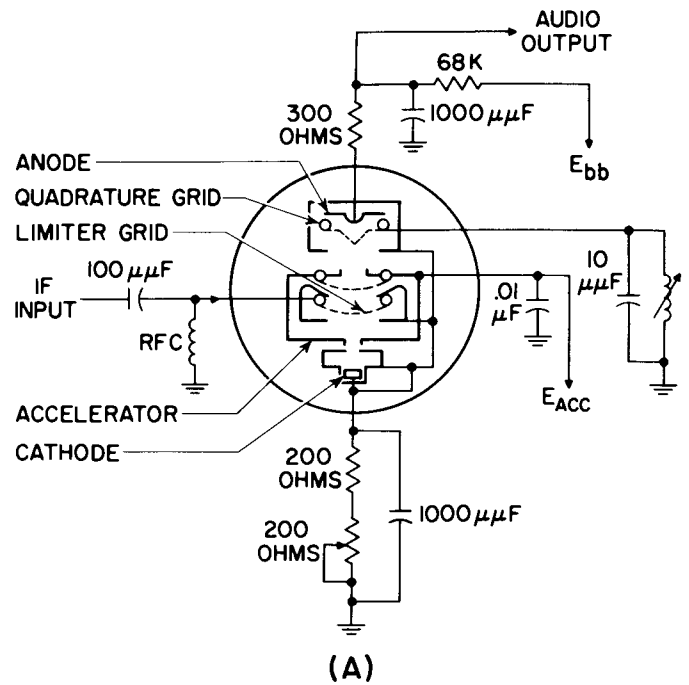 AUDIO
OUTPUT
68K
300
OHMS
1000 μμF
Ebb
ANODE
QUADRATURE GRID
LIMITER GRID
100 μμF
IF
INPUT
RFC
.01
μF
10
μμF
EACC
ACCELERATOR
CATHODE
200
OHMS
1000 μμF
200
OHMS
(A)